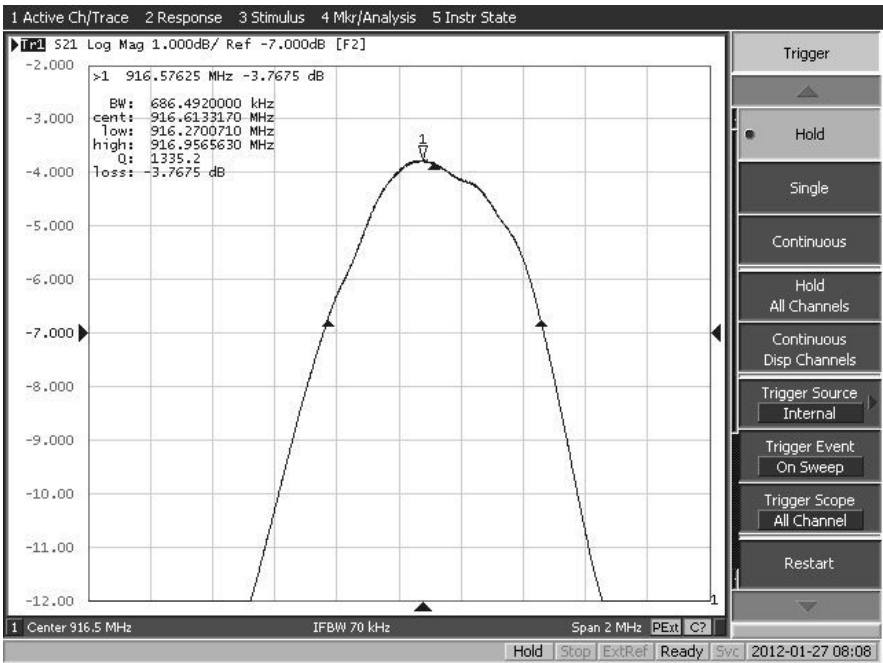 1 Active Ch/Trace 2 Response 3 Stimulus 4 Mkr/Analysis 5 Instr State
Tr1 S21 Log Mag 1.000dB/ Ref -7.000dB [F2]
-2.000
-3.000
-4.000
-5.000
-6.000
-7.000
-8.000
-9.000
-10.00
-11.00
-12.00
>1 916.57625 MHz -3.7675 dB
BW: 686.4920000 kHz
cent: 916.6133170 MHz
low: 916.2700710 MHz
high: 916.9565630 MHz
Q: 1335.2
loss: -3.7675 dB
1
1
Trigger
Hold
Single
Continuous
Hold
All Channels
Continuous
Disp Channels
Trigger Source
Internal
Trigger Event
On Sweep
Trigger Scope
All Channel
Restart
1 Center 916.5 MHz IFBW 70 kHz Span 2 MHz PExt C?
Hold Stop ExtRef Ready Svc 2012-01-27 08:08